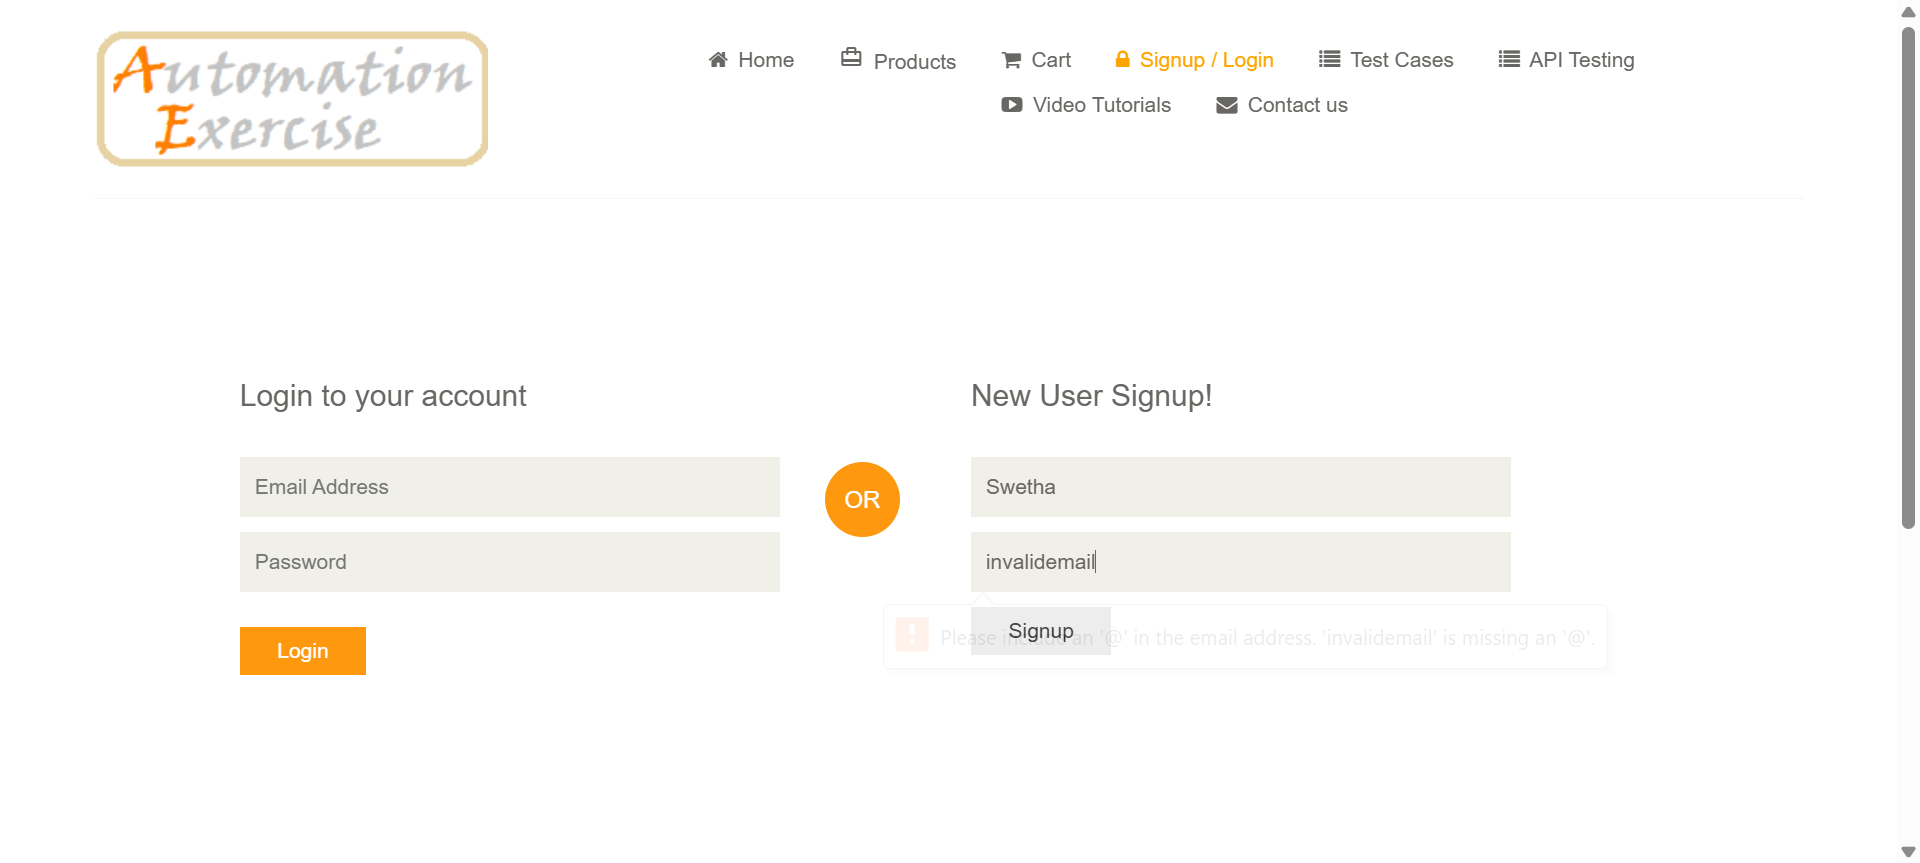 Automation
Exercise
Home Products Cart Signup / Login Test Cases API Testing
Video Tutorials Contact us
Login to your account
Email Address
Password
Login
OR
New User Signup!
Swetha
invalidemail
Signup
Please include an '@' in the email address. 'invalidemail' is missing an '@'.